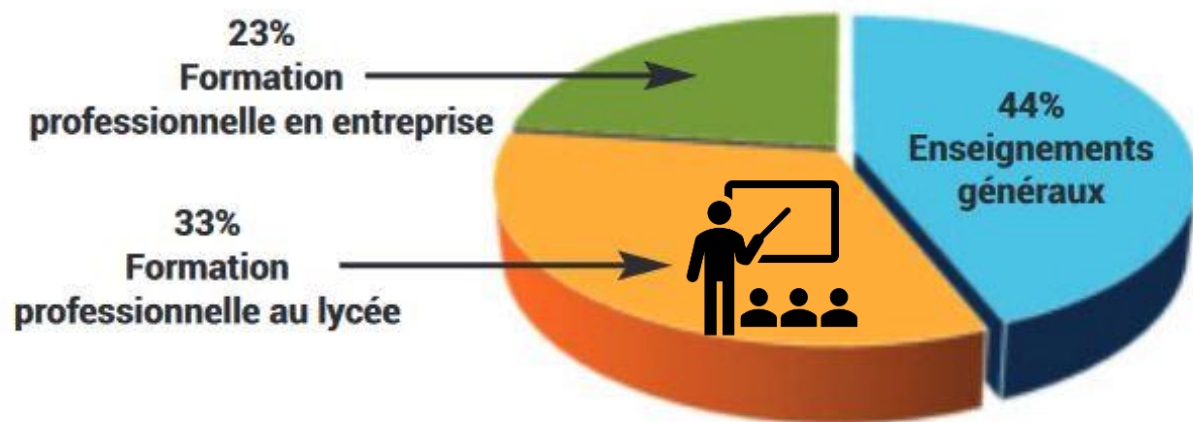 23%
Formation
professionnelle en entreprise
33%
Formation
professionnelle au lycée
44%
Enseignements
généraux